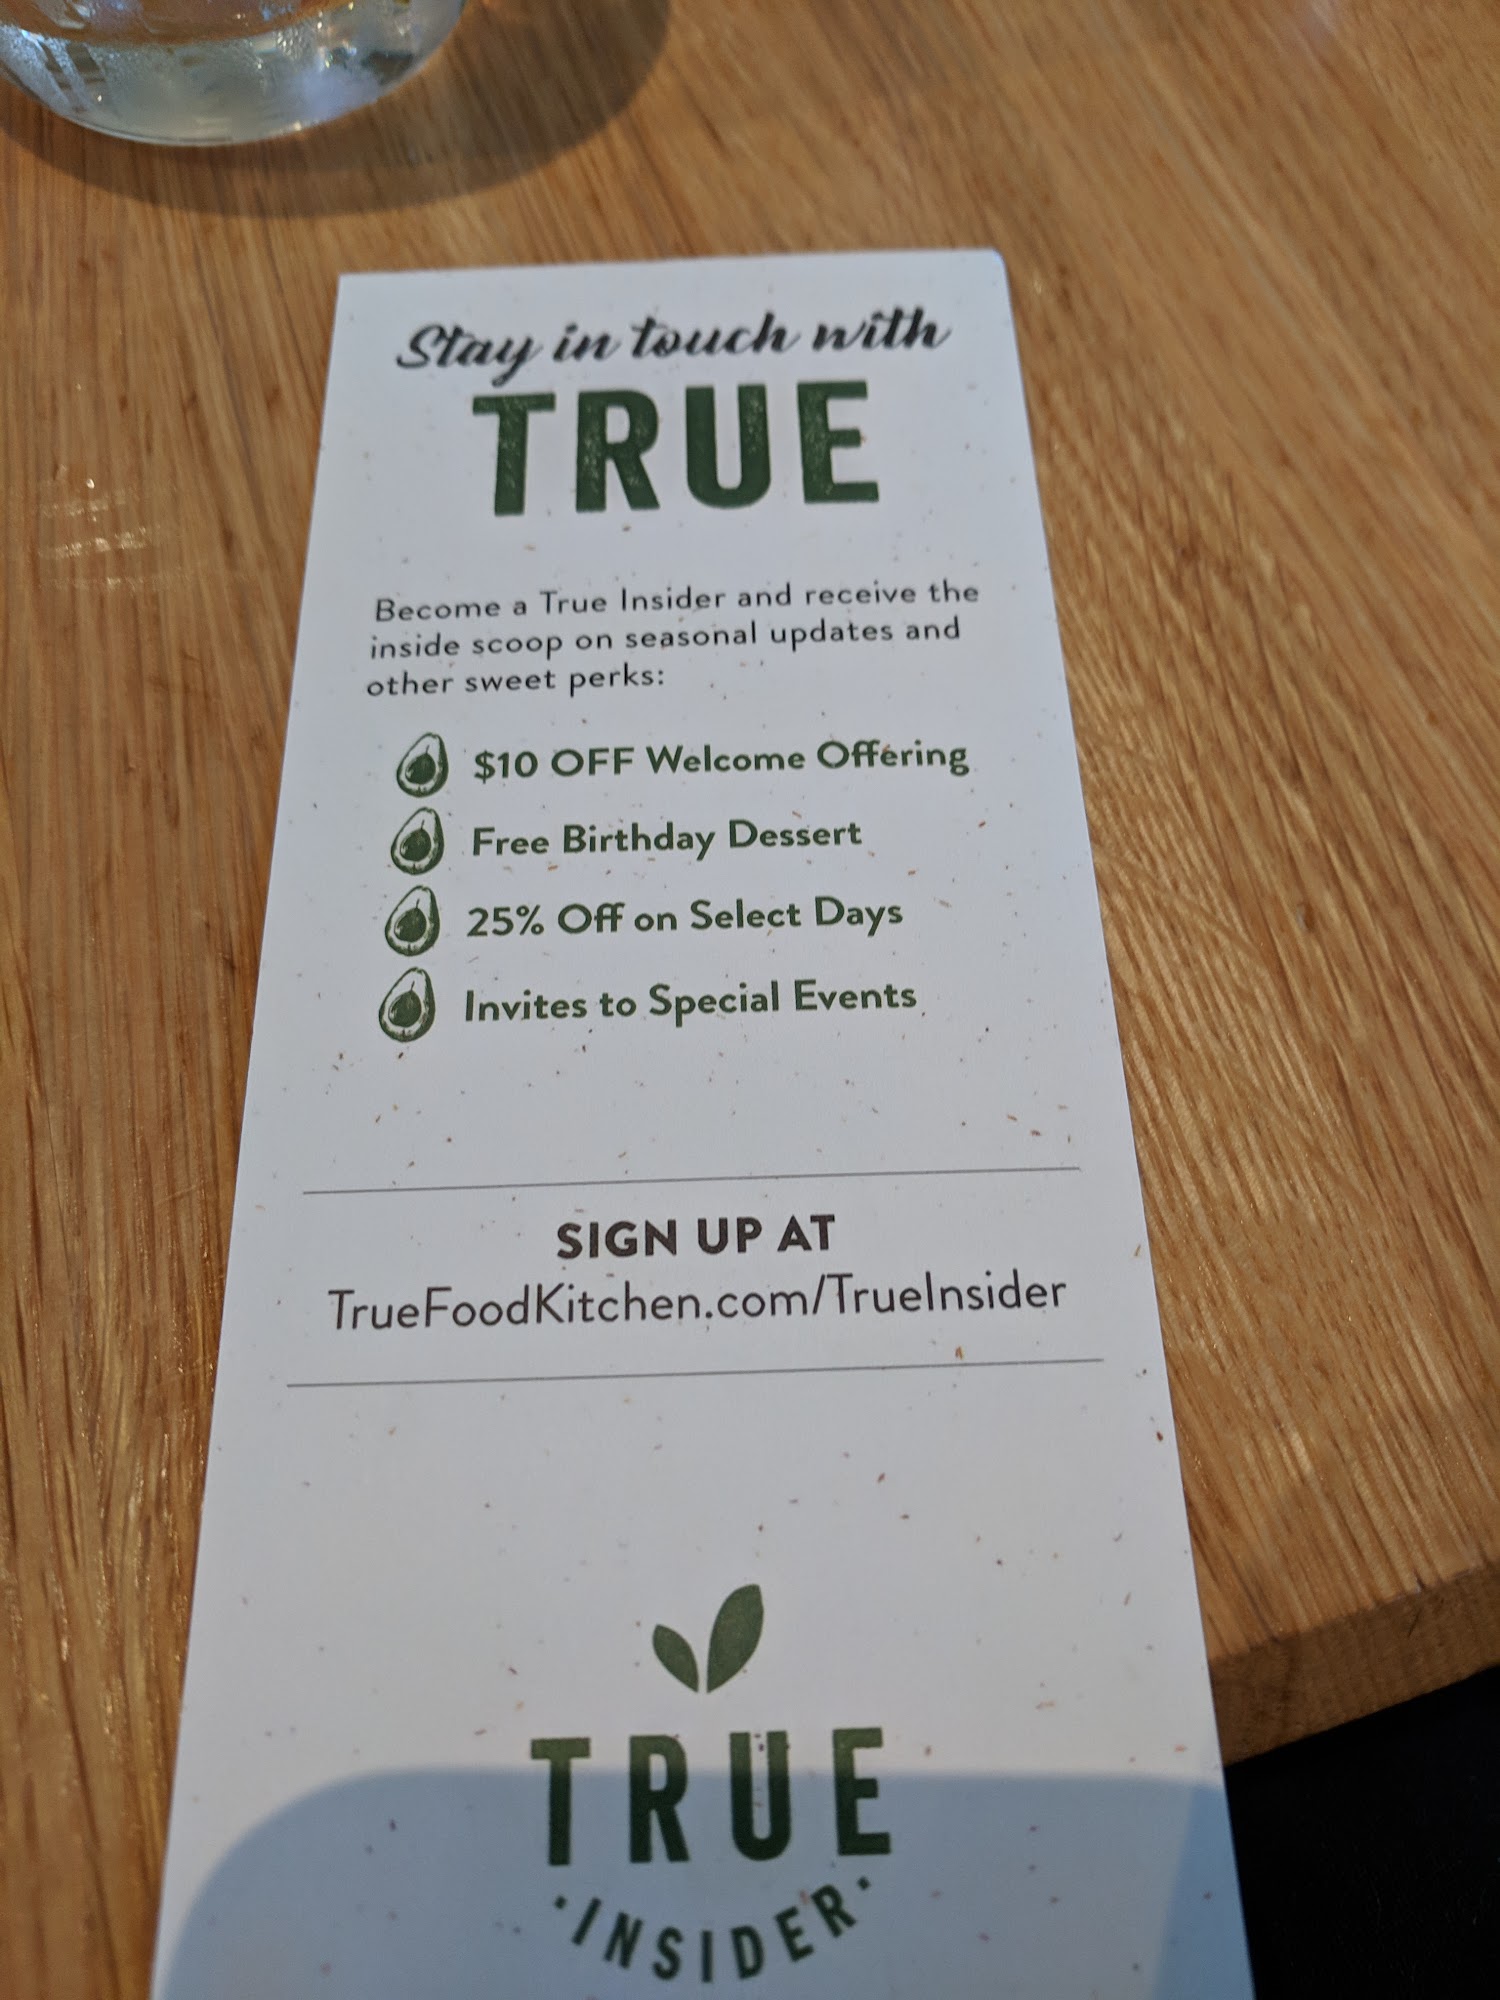 Stay in touch with
TRUE
Become a True Insider and receive the
inside scoop on seasonal updates and
other sweet perks:
$10 OFF Welcome Offering
Free Birthday Dessert
25% Off on Select Days
Invites to Special Events
SIGN UP AT
TrueFoodKitchen.com/TrueInsider
TRUE
·INSIDER·